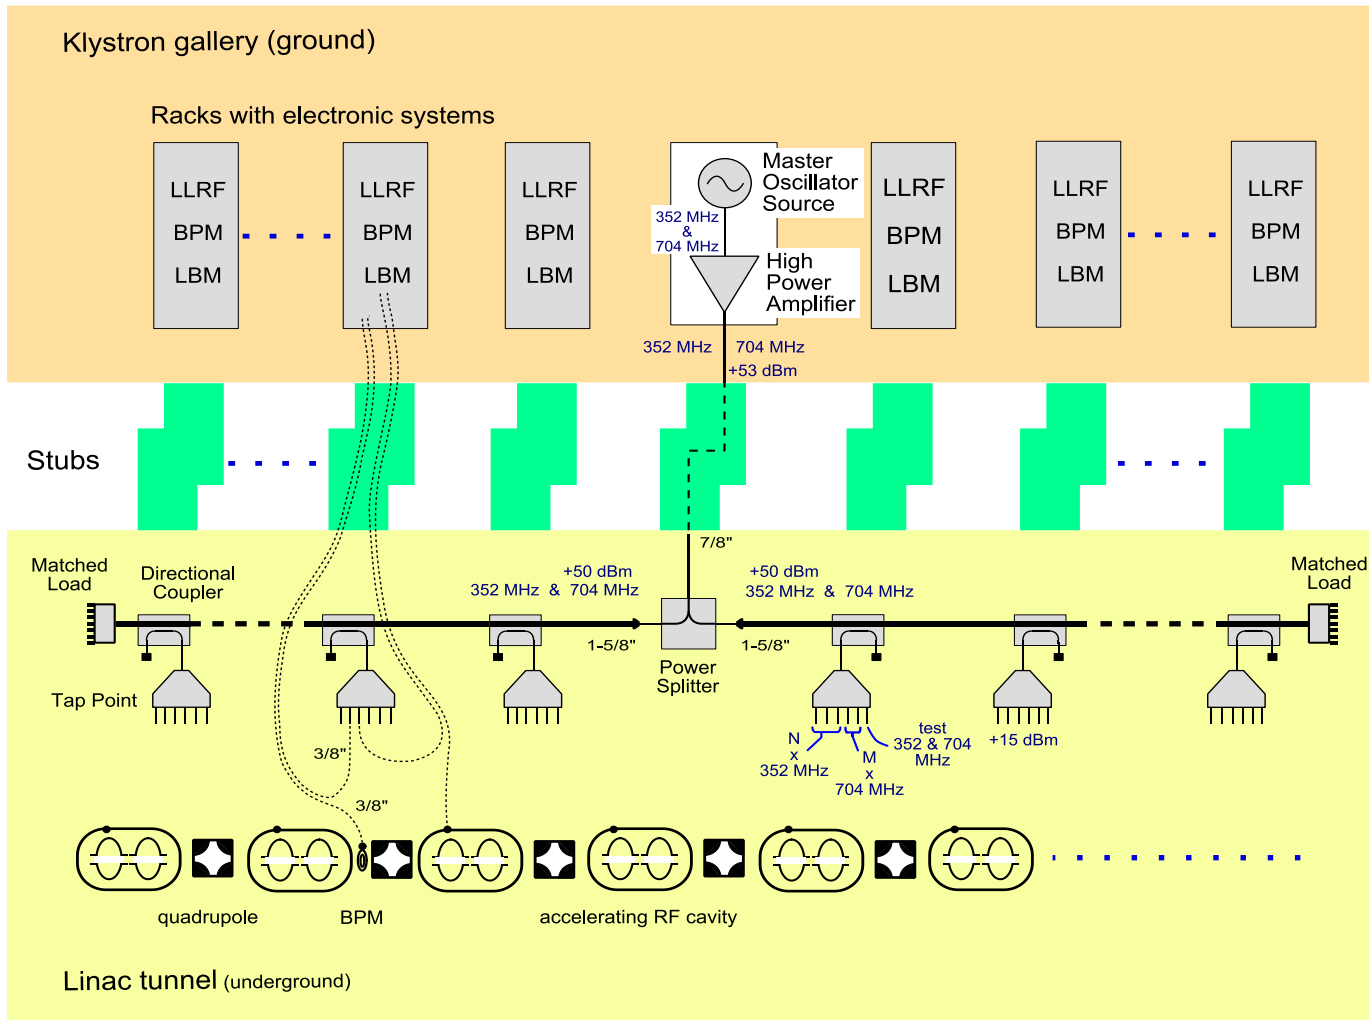 Klystron gallery (ground)
Racks with electronic systems
LLRF
BPM
LBM
LLRF
BPM
LBM
LLRF
BPM
LBM
Master
Oscillator
Source
352 MHz
&
704 MHz
High
Power
Amplifier
LLRF
BPM
LBM
LLRF
BPM
LBM
LLRF
BPM
LBM
352 MHz
704 MHz
+53 dBm
Stubs
7/8"
Matched
Load
Directional
Coupler
+50 dBm
352 MHz & 704 MHz
+50 dBm
352 MHz & 704 MHz
Matched
Load
1-5/8"
1-5/8"
Power
Splitter
Tap Point
3/8"
N
x
352 MHz
M
x
704 MHz
test
352 & 704
MHz
+15 dBm
3/8"
quadrupole
BPM
accelerating RF cavity
Linac tunnel (underground)